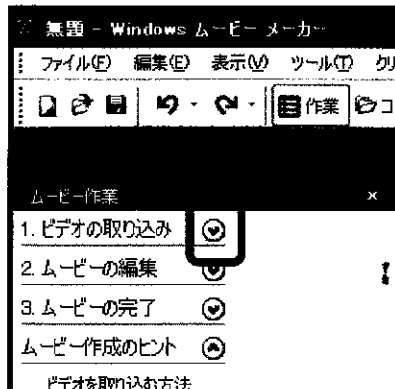 無題 - Windows ムービー メーカー
ファイル(F) 編集(E) 表示(V) ツール(T)
作業
ムービー作業 ×
1. ビデオの取り込み
2. ムービーの編集
3. ムービーの完了
ムービー作成のヒント
ビデオを取り込む方法